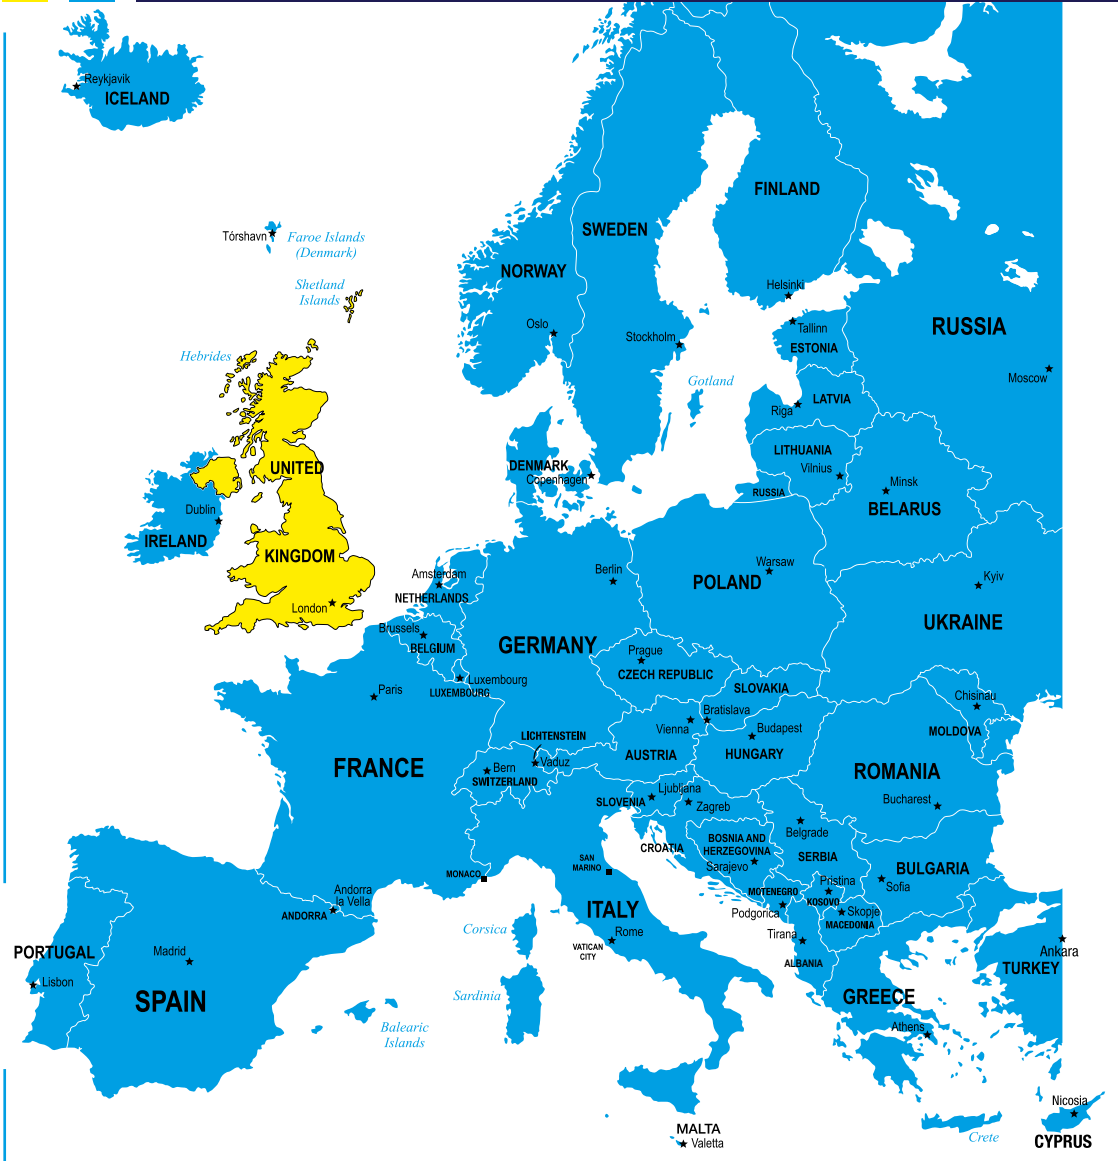 Reykjavik
ICELAND
FINLAND
SWEDEN
Tórshavn
Faroe Islands
(Denmark)
NORWAY
Shetland
Islands
Helsinki
Oslo
Stockholm
Tallinn
ESTONIA
RUSSIA
Hebrides
Moscow
Gotland
Riga
LATVIA
LITHUANIA
Vilnius
UNITED
DENMARK
Copenhagen
RUSSIA
Minsk
BELARUS
Dublin
IRELAND
KINGDOM
London
Amsterdam
NETHERLANDS
Berlin
Warsaw
POLAND
Kyiv
UKRAINE
Brussels
BELGIUM
GERMANY
Prague
CZECH REPUBLIC
Luxembourg
LUXEMBOURG
SLOVAKIA
Paris
Bratislava
Vienna
Budapest
Chisinau
MOLDOVA
LICHTENSTEIN
AUSTRIA
HUNGARY
FRANCE
Bern
Vaduz
SWITZERLAND
ROMANIA
Ljubljana
SLOVENIA
Zagreb
Bucharest
Belgrade
CROATIA
BOSNIA AND
HERZEGOVINA
Sarajevo
SERBIA
BULGARIA
MONACO
SAN
MARINO
Pristina
Sofia
MOTENEGRO
KOSOVO
Andorra
la Vella
ANDORRA
ITALY
Podgorica
Skopje
MACEDONIA
Corsica
Rome
Tirana
VATICAN
CITY
ALBANIA
PORTUGAL
Madrid
Lisbon
Ankara
TURKEY
SPAIN
Sardinia
GREECE
Balearic
Islands
Athens
Nicosia
MALTA
Valetta
Crete
CYPRUS